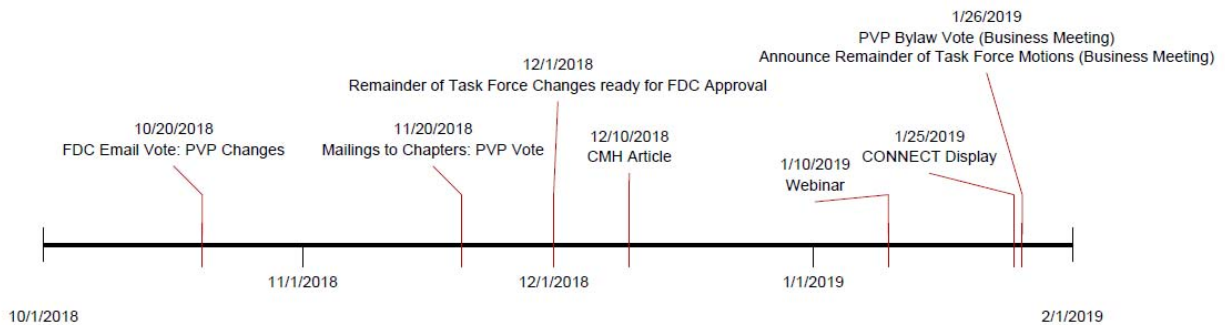 1/26/2019
PVP Bylaw Vote (Business Meeting)
Announce Remainder of Task Force Motions (Business Meeting)
12/1/2018
Remainder of Task Force Changes ready for FDC Approval
10/20/2018
FDC Email Vote: PVP Changes
11/20/2018
Mailings to Chapters: PVP Vote
12/10/2018
CMH Article
1/25/2019
CONNECT Display
1/10/2019
Webinar
11/1/2018
12/1/2018
1/1/2019
10/1/2018
2/1/2019